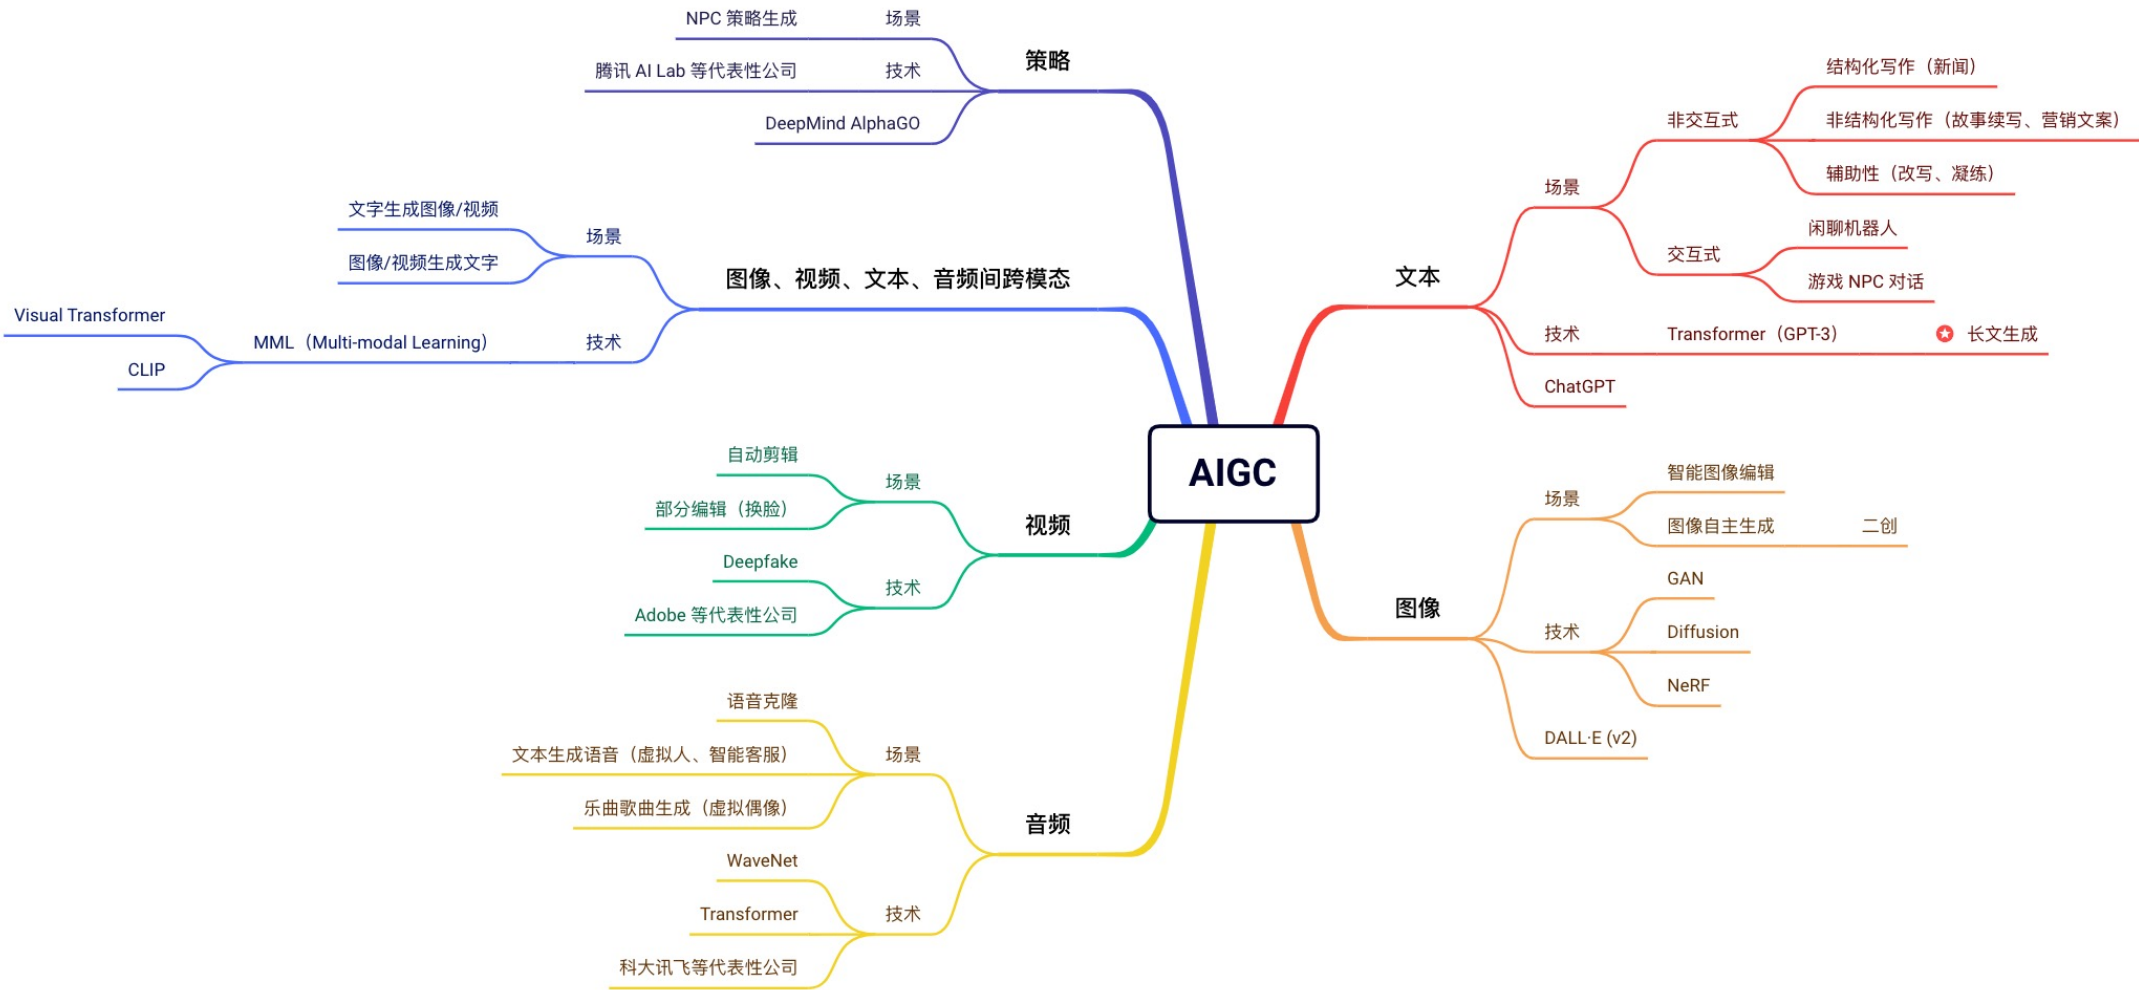 AIGC
文本
场景
非交互式
结构化写作（新闻）
非结构化写作（故事续写、营销文案）
辅助性（改写、凝练）
交互式
闲聊机器人
游戏 NPC 对话
技术
Transformer（GPT-3）
长文生成
ChatGPT
图像
场景
智能图像编辑
图像自主生成
二创
技术
GAN
Diffusion
NeRF
DALL·E (v2)
策略
场景
NPC 策略生成
技术
腾讯 AI Lab 等代表性公司
DeepMind AlphaGO
图像、视频、文本、音频间跨模态
场景
文字生成图像/视频
图像/视频生成文字
技术
MML（Multi-modal Learning）
Visual Transformer
CLIP
视频
场景
自动剪辑
部分编辑（换脸）
技术
Deepfake
Adobe 等代表性公司
音频
场景
语音克隆
文本生成语音（虚拟人、智能客服）
乐曲歌曲生成（虚拟偶像）
技术
WaveNet
Transformer
科大讯飞等代表性公司